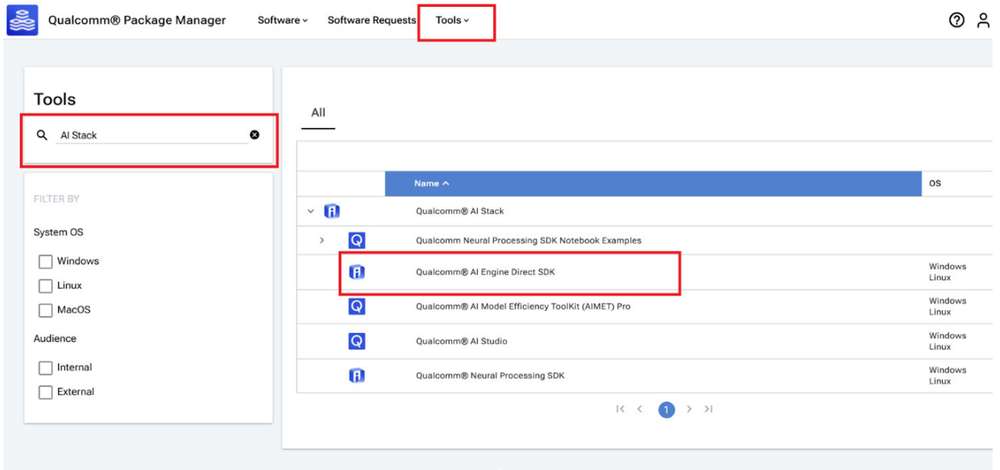 Qualcomm® Package Manager Software Software Requests Tools
Tools
AI Stack
FILTER BY
System OS
Windows
Linux
MacOS
Audience
Internal
External
All
Name OS
Qualcomm® AI Stack
Qualcomm Neural Processing SDK Notebook Examples
Qualcomm® AI Engine Direct SDK Windows
Linux
Qualcomm® AI Model Efficiency ToolKit (AIMET) Pro Windows
Linux
Qualcomm® AI Studio Windows
Linux
Qualcomm® Neural Processing SDK Windows
Linux
1